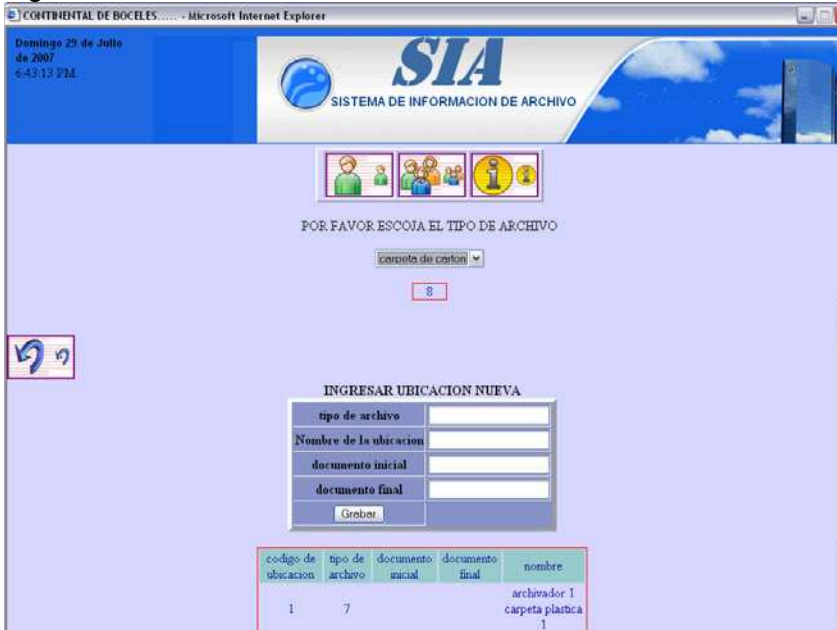 CONTINENTAL DE BOCELES..... - Microsoft Internet Explorer
Domingo 29 de Julio
de 2007
6:43:13 PM
SIA
SISTEMA DE INFORMACION DE ARCHIVO
POR FAVOR ESCOJA EL TIPO DE ARCHIVO
carpeta de carton
8
INGRESAR UBICACION NUEVA
tipo de archivo
Nombre de la ubicacion
documento inicial
documento final
Grabar
codigo de ubicacion tipo de archivo documento inicial documento final nombre
1 7 archivador 1 carpeta plastica 1